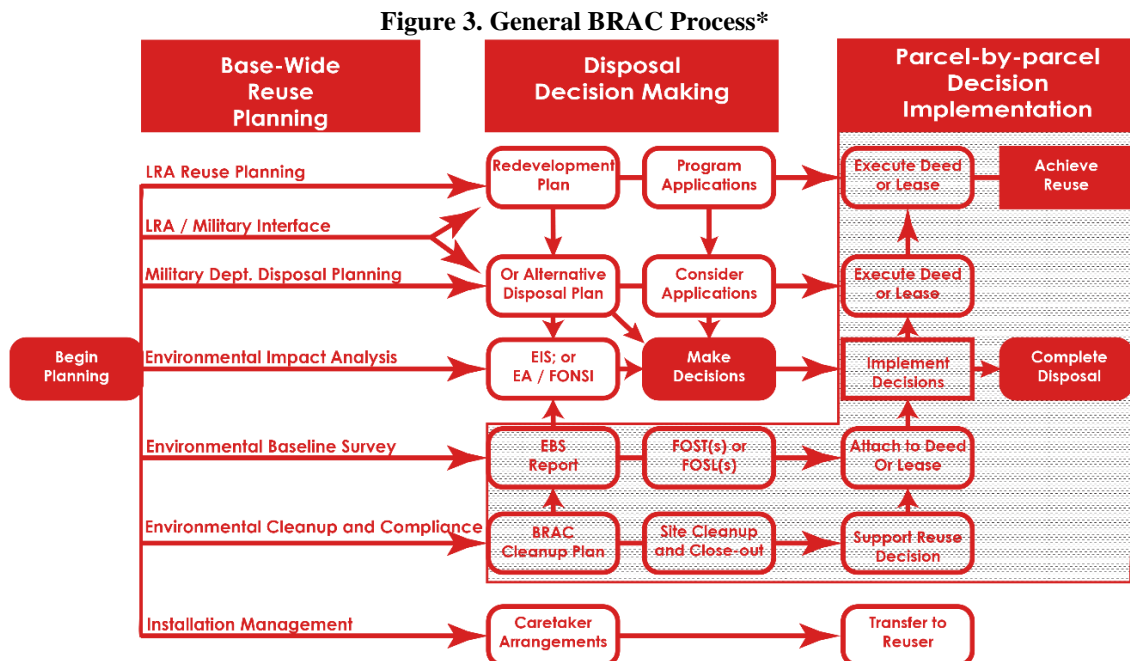 Figure 3. General BRAC Process*
Base-Wide
Reuse
Planning
Disposal
Decision Making
Parcel-by-parcel
Decision
Implementation
LRA Reuse Planning
Redevelopment
Plan
Program
Applications
Execute Deed
or Lease
Achieve
Reuse
LRA / Military Interface
Military Dept. Disposal Planning
Or Alternative
Disposal Plan
Consider
Applications
Execute Deed
or Lease
Begin
Planning
Environmental Impact Analysis
EIS; or
EA / FONSI
Make
Decisions
Implement
Decisions
Complete
Disposal
Environmental Baseline Survey
EBS
Report
FOST(s) or
FOSL(s)
Attach to Deed
Or Lease
Environmental Cleanup and Compliance
BRAC
Cleanup Plan
Site Cleanup
and Close-out
Support Reuse
Decision
Installation Management
Caretaker
Arrangements
Transfer to
Reuser